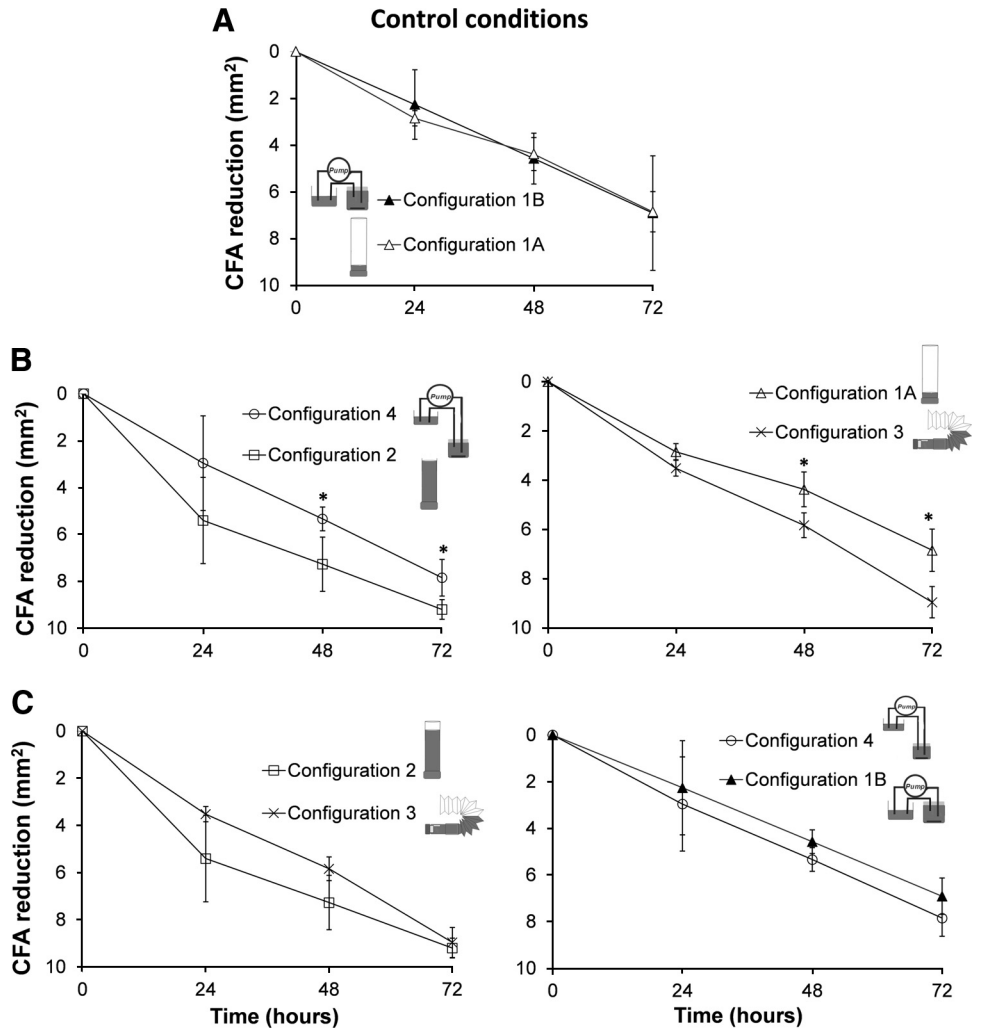 A
Control conditions
CFA reduction (mm²)
0
2
4
6
8
10
Pump
Configuration 1B
Configuration 1A
0
24
48
72
B
CFA reduction (mm²)
0
2
4
6
8
10
Configuration 4
Configuration 2
Pump
*
*
0
24
48
72
0
2
4
6
8
10
Configuration 1A
Configuration 3
*
*
0
24
48
72
C
CFA reduction (mm²)
0
2
4
6
8
10
Configuration 2
Configuration 3
0
24
48
72
Time (hours)
0
2
4
6
8
10
Configuration 4
Pump
Configuration 1B
Pump
0
24
48
72
Time (hours)